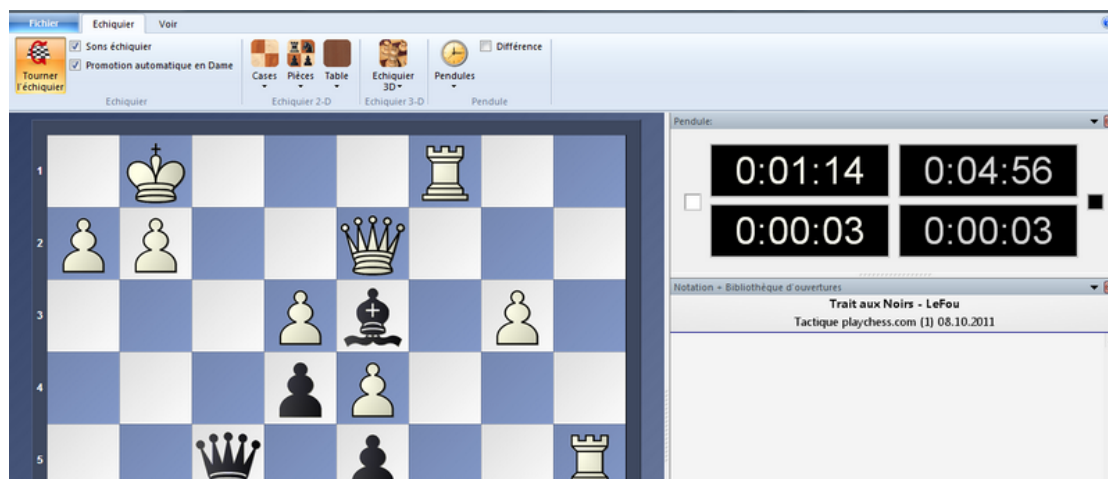 Fichier Echiquier Voir
Sons échiquier Différence
Promotion automatique en Dame
Tourner l'échiquier Cases Pièces Table Echiquier 3D Pendules
Echiquier Echiquier 2-D Echiquier 3-D Pendule
Pendule:
1
0:01:14 0:04:56
2
0:00:03 0:00:03
Notation + Bibliothèque d'ouvertures
Trait aux Noirs - LeFou
3
Tactique playchess.com (1) 08.10.2011
4
5